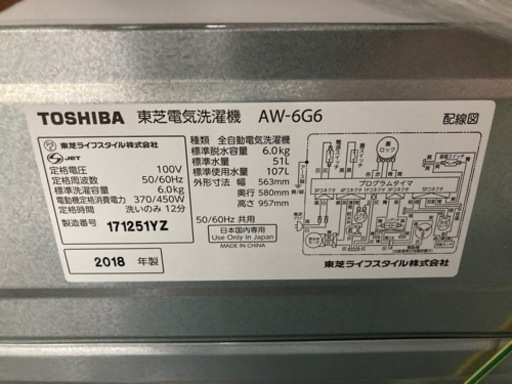 TOSHIBA 東芝電気洗濯機 AW-6G6 配線図
東芝ライフスタイル株式会社
JET
定格電圧 100V
定格周波数 50/60Hz
標準洗濯容量 6.0kg
電動機定格消費電力 370/450W
定格時間 洗いのみ 12分
製造番号 171251YZ
2018 年製
種類 全自動電気洗濯機
標準脱水容量 6.0kg
標準水量 51L
標準使用水量 107L
外形寸法 幅 563mm
奥行 580mm
高さ 957mm
50/60Hz 共用
日本国内専用
Use Only in Japan
MADE IN CHINA
ロック
プログラムタイマ
東芝ライフスタイル株式会社